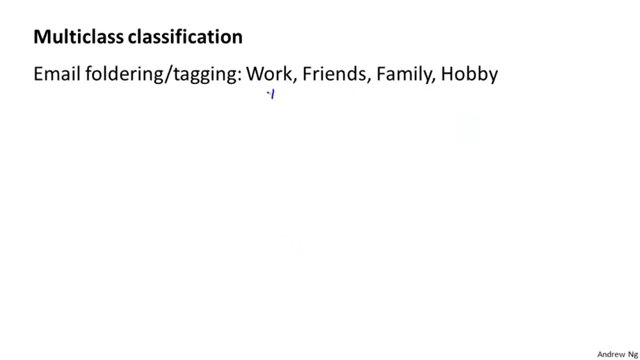 Multiclass classification
Email foldering/tagging: Work, Friends, Family, Hobby
Andrew Ng